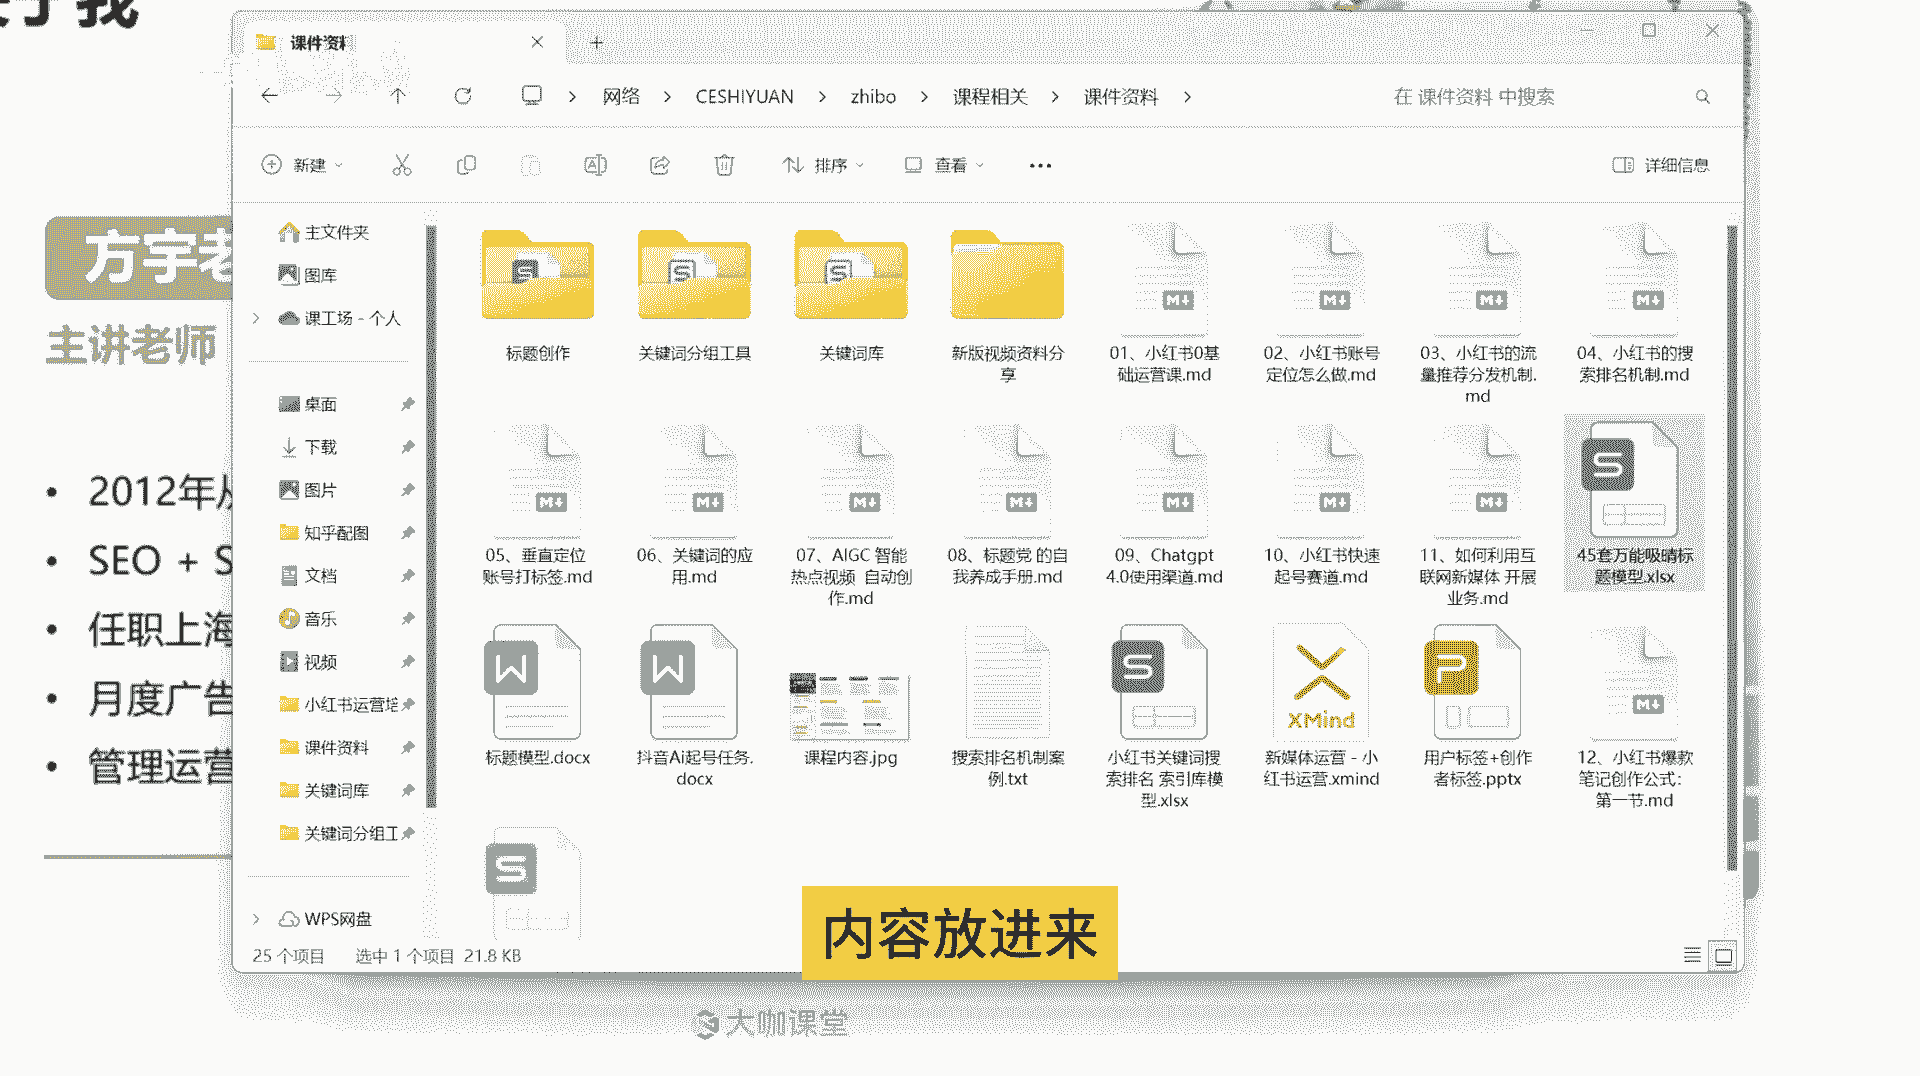 课件资料
网络
CESHIYUAN
zhibo
课程相关
课件资料
在 课件资料 中搜索
新建
排序
查看
详细信息
方宇老
主讲老师
2012年从
SEO + S
任职上海
月度广告
管理运营
主文件夹
图库
课工场 - 个人
桌面
下载
图片
知乎配图
文档
音乐
视频
小红书运营培
课件资料
关键词库
关键词分组工
WPS网盘
标题创作
关键词分组工具
关键词库
新版视频资料分
享
01、小红书0基
础运营课.md
02、小红书账号
定位怎么做.md
03、小红书的流
量推荐分发机制.
md
04、小红书的搜
索排名机制.md
05、垂直定位
账号打标签.md
06、关键词的应
用.md
07、AIGC 智能
热点视频 自动创
作.md
08、标题党 的自
我养成手册.md
09、Chatgpt
4.0使用渠道.md
10、小红书快速
起号赛道.md
11、如何利用互
联网新媒体 开展
业务.md
45套万能吸睛标
题模型.xlsx
标题模型.docx
抖音Ai起号任务.
docx
课程内容.jpg
搜索排名机制案
例.txt
小红书关键词搜
索排名 索引库模
型.xlsx
XMind
新媒体运营 - 小
红书运营.xmind
用户标签+创作
者标签.pptx
12、小红书爆款
笔记创作公式：
第一节.md
25 个项目
选中 1 个项目 21.8 KB
内容放进来
大咖课堂